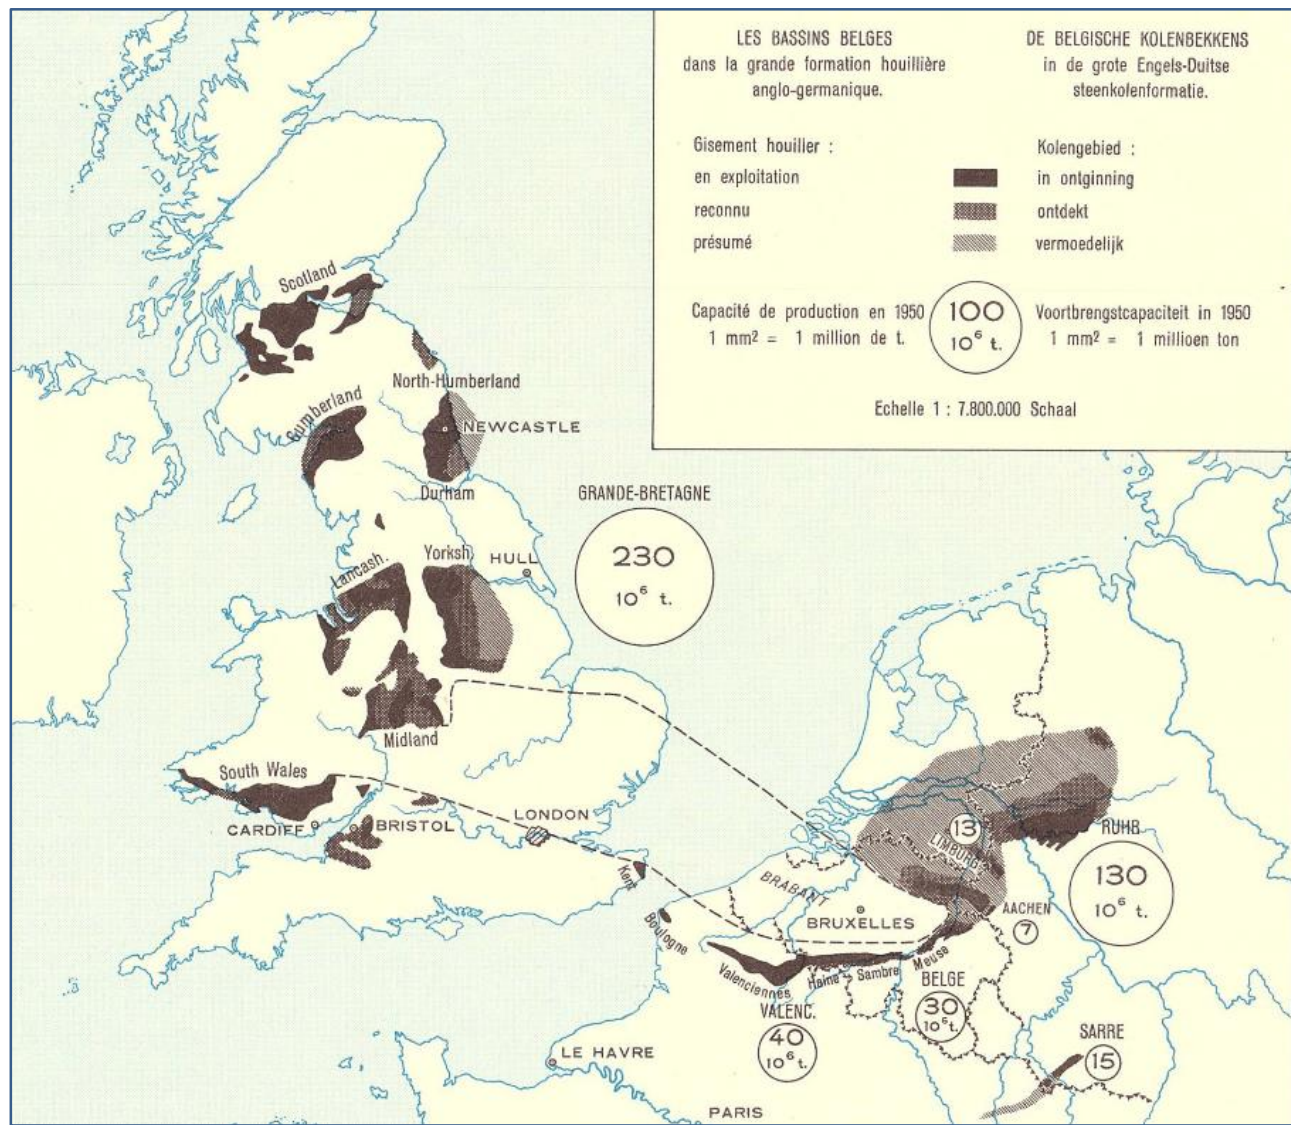 LES BASSINS BELGES
dans la grande formation houillière
anglo-germanique.
DE BELGISCHE KOLENBEKKENS
in de grote Engels-Duitse
steenkolenformatie.
Gisement houiller :
Kolengebied :
en exploitation
in ontginning
reconnu
ontdekt
présumé
vermoedelijk
Capacité de production en 1950
1 mm² = 1 million de t.
100
10⁶ t.
Voortbrengstcapaciteit in 1950
1 mm² = 1 millioen ton
Echelle 1 : 7.800.000 Schaal
Scotland
North-Humberland
Cumberland
NEWCASTLE
Durham
GRANDE-BRETAGNE
230
10⁶ t.
Lancash.
Yorksh.
HULL
Midland
South Wales
CARDIFF
BRISTOL
LONDON
Kent
13
LIMBURG
RUHR
130
10⁶ t.
BRABANT
BRUXELLES
AACHEN
7
Boulogne
Valenciennes
Haine
Sambre
Meuse
VALENC.
40
10⁶ t.
BELGE
30
10⁶ t.
SARRE
15
LE HAVRE
PARIS